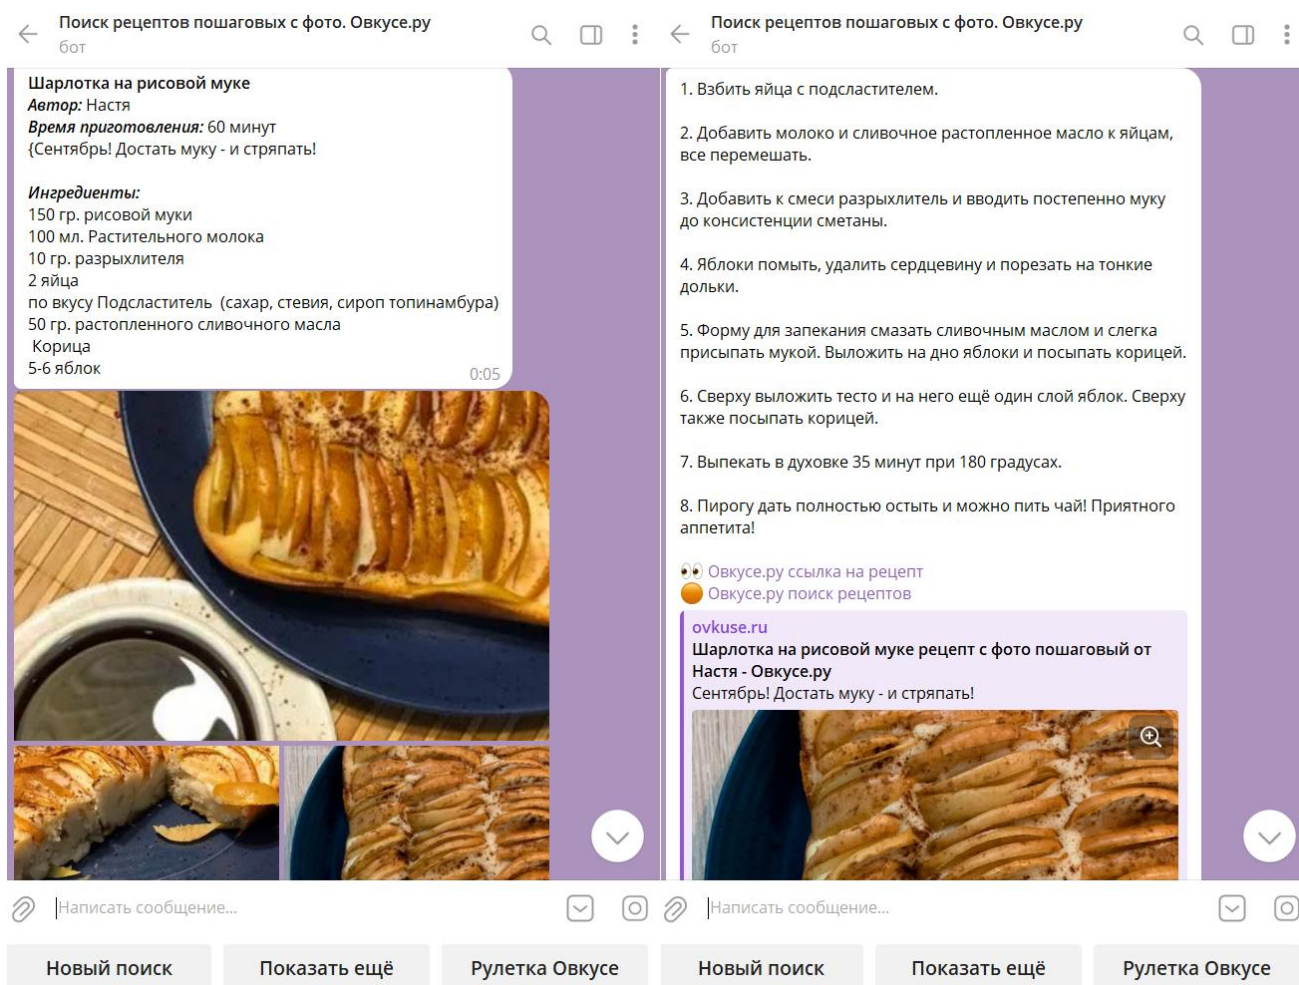 Поиск рецептов пошаговых с фото. Овкусе.ру
бот
Шарлотка на рисовой муке
Автор: Настя
Время приготовления: 60 минут
{Сентябрь! Достать муку - и стряпать!
Ингредиенты:
150 гр. рисовой муки
100 мл. Растительного молока
10 гр. разрыхлителя
2 яйца
по вкусу Подсластитель (сахар, стевия, сироп топинамбура)
50 гр. растопленного сливочного масла
Корица
5-6 яблок
0:05
Написать сообщение...
Новый поиск
Показать ещё
Рулетка Овкусе
Поиск рецептов пошаговых с фото. Овкусе.ру
бот
1. Взбить яйца с подсластителем.
2. Добавить молоко и сливочное растопленное масло к яйцам,
все перемешать.
3. Добавить к смеси разрыхлитель и вводить постепенно муку
до консистенции сметаны.
4. Яблоки помыть, удалить сердцевину и порезать на тонкие
дольки.
5. Форму для запекания смазать сливочным маслом и слегка
присыпать мукой. Выложить на дно яблоки и посыпать корицей.
6. Сверху выложить тесто и на него ещё один слой яблок. Сверху
также посыпать корицей.
7. Выпекать в духовке 35 минут при 180 градусах.
8. Пирогу дать полностью остыть и можно пить чай! Приятного
аппетита!
👀 Овкусе.ру ссылка на рецепт
🟠 Овкусе.ру поиск рецептов
ovkuse.ru
Шарлотка на рисовой муке рецепт с фото пошаговый от
Настя - Овкусе.ру
Сентябрь! Достать муку - и стряпать!
Написать сообщение...
Новый поиск
Показать ещё
Рулетка Овкусе